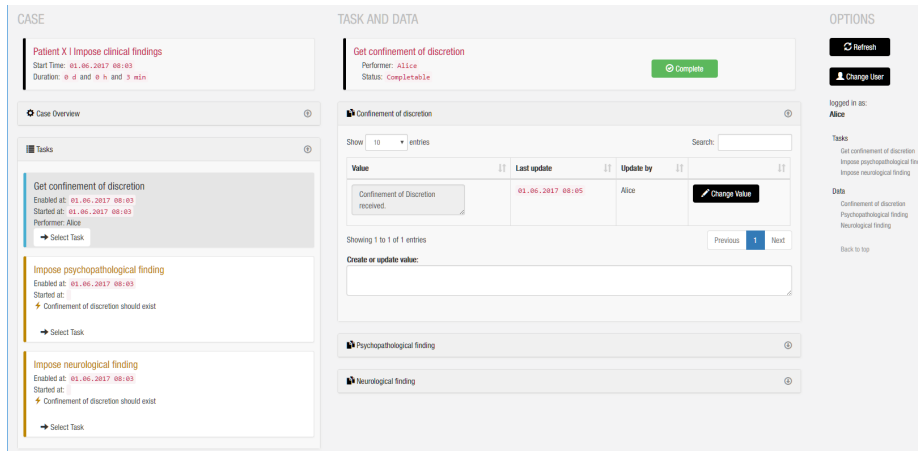 CASE
Patient X | Impose clinical findings
Start Time: 01.06.2017 08:03
Duration: 0 d and 0 h and 3 min
Case Overview
Tasks
Get confinement of discretion
Enabled at: 01.06.2017 08:03
Started at: 01.06.2017 08:03
Performer: Alice
Select Task
Impose psychopathological finding
Enabled at: 01.06.2017 08:03
Started at:
Confinement of discretion should exist
Select Task
Impose neurological finding
Enabled at: 01.06.2017 08:03
Started at:
Confinement of discretion should exist
Select Task
TASK AND DATA
Get confinement of discretion
Performer: Alice
Status: Completable
Complete
Confinement of discretion
Show 10 entries Search:
Value Last update Update by
Confinement of Discretion
received.
01.06.2017 08:05 Alice Change Value
Showing 1 to 1 of 1 entries Previous 1 Next
Create or update value:
Psychopathological finding
Neurological finding
OPTIONS
Refresh
Change User
logged in as:
Alice
Tasks
Get confinement of discretion
Impose psychopathological fin
Impose neurological finding
Data
Confinement of discretion
Psychopathological finding
Neurological finding
Back to top